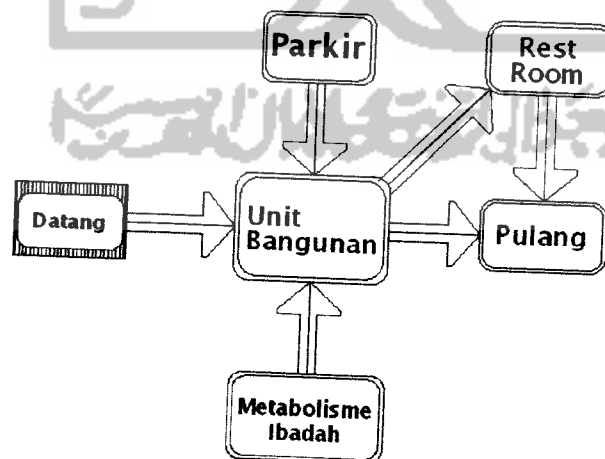 Parkir
Rest
Room
Datang
Unit
Bangunan
Pulang
Metabolisme
Ibadah